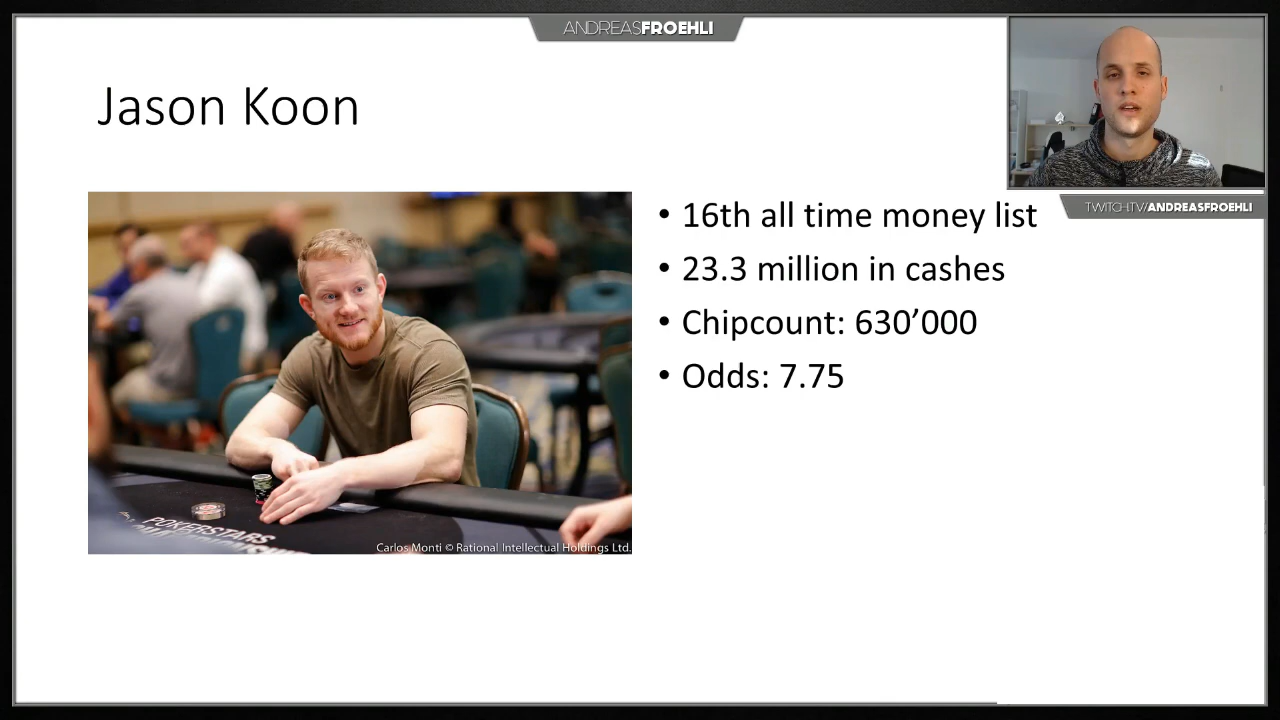 ANDREASFROEHLI
Jason Koon
• 16th all time money list
• 23.3 million in cashes
• Chipcount: 630’000
• Odds: 7.75
TWITCH.TV/ANDREASFROEHLI
POKERSTARS
Carlos Monti © Rational Intellectual Holdings Ltd.